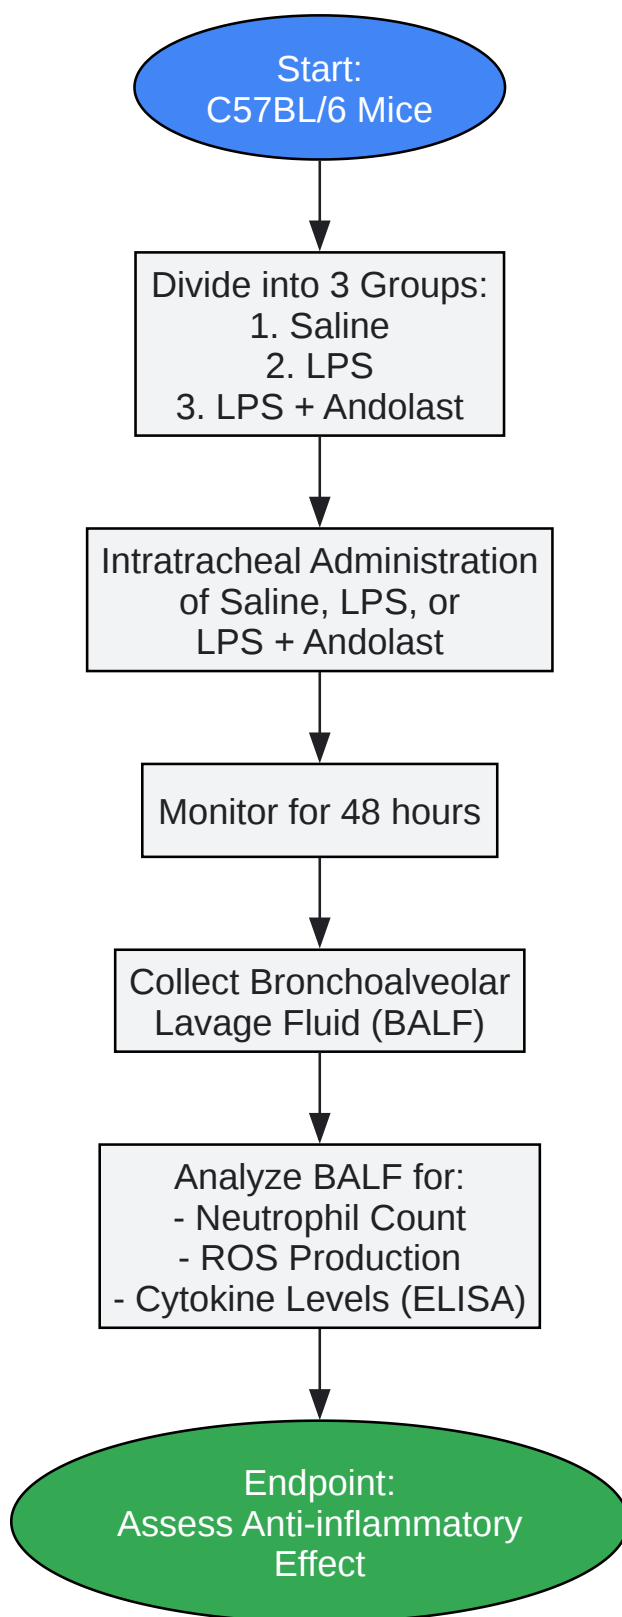 Start:
C57BL/6 Mice
Divide into 3 Groups:
1. Saline
2. LPS
3. LPS + Andolast
Intratracheal Administration
of Saline, LPS, or
LPS + Andolast
Monitor for 48 hours
Collect Bronchoalveolar
Lavage Fluid (BALF)
Analyze BALF for:
- Neutrophil Count
- ROS Production
- Cytokine Levels (ELISA)
Endpoint:
Assess Anti-inflammatory
Effect